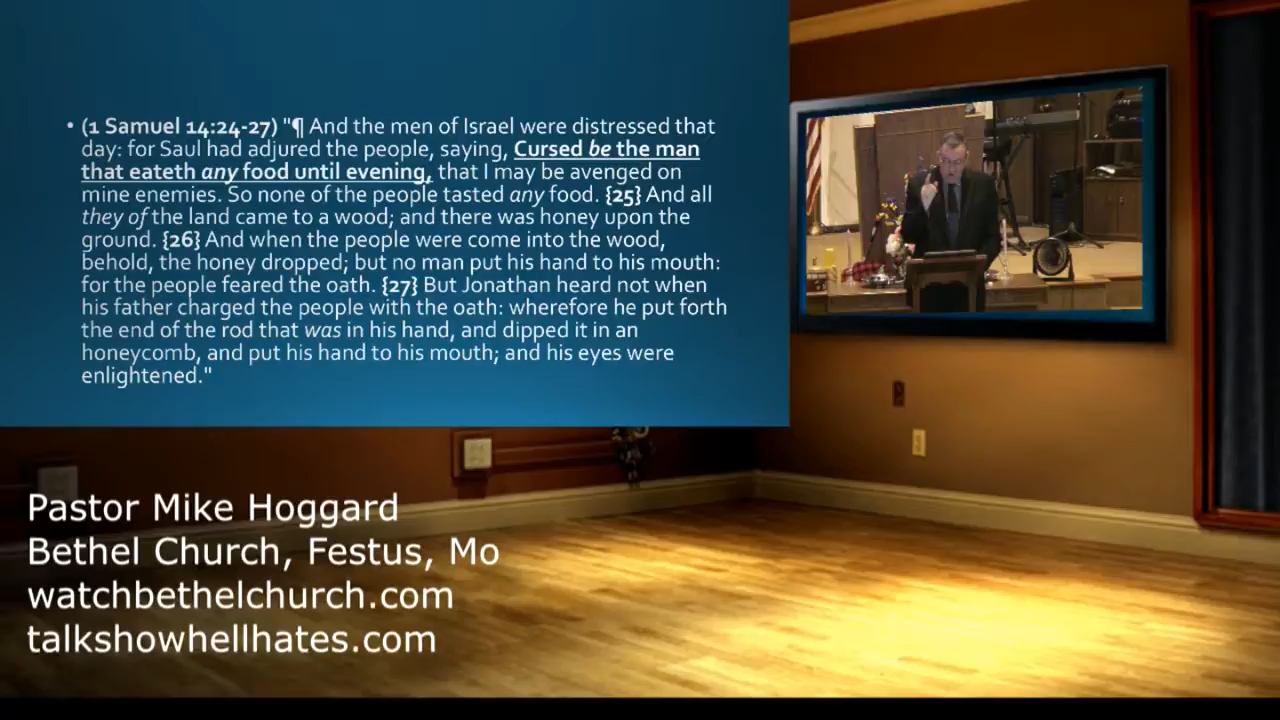 • (1 Samuel 14:24-27) "¶ And the men of Israel were distressed that
day: for Saul had adjured the people, saying, Cursed be the man
that eateth any food until evening, that I may be avenged on
mine enemies. So none of the people tasted any food. {25} And all
they of the land came to a wood; and there was honey upon the
ground. {26} And when the people were come into the wood,
behold, the honey dropped; but no man put his hand to his mouth:
for the people feared the oath. {27} But Jonathan heard not when
his father charged the people with the oath: wherefore he put forth
the end of the rod that was in his hand, and dipped it in an
honeycomb, and put his hand to his mouth; and his eyes were
enlightened."
Pastor Mike Hoggard
Bethel Church, Festus, Mo
watchbethelchurch.com
talkshowhellhates.com